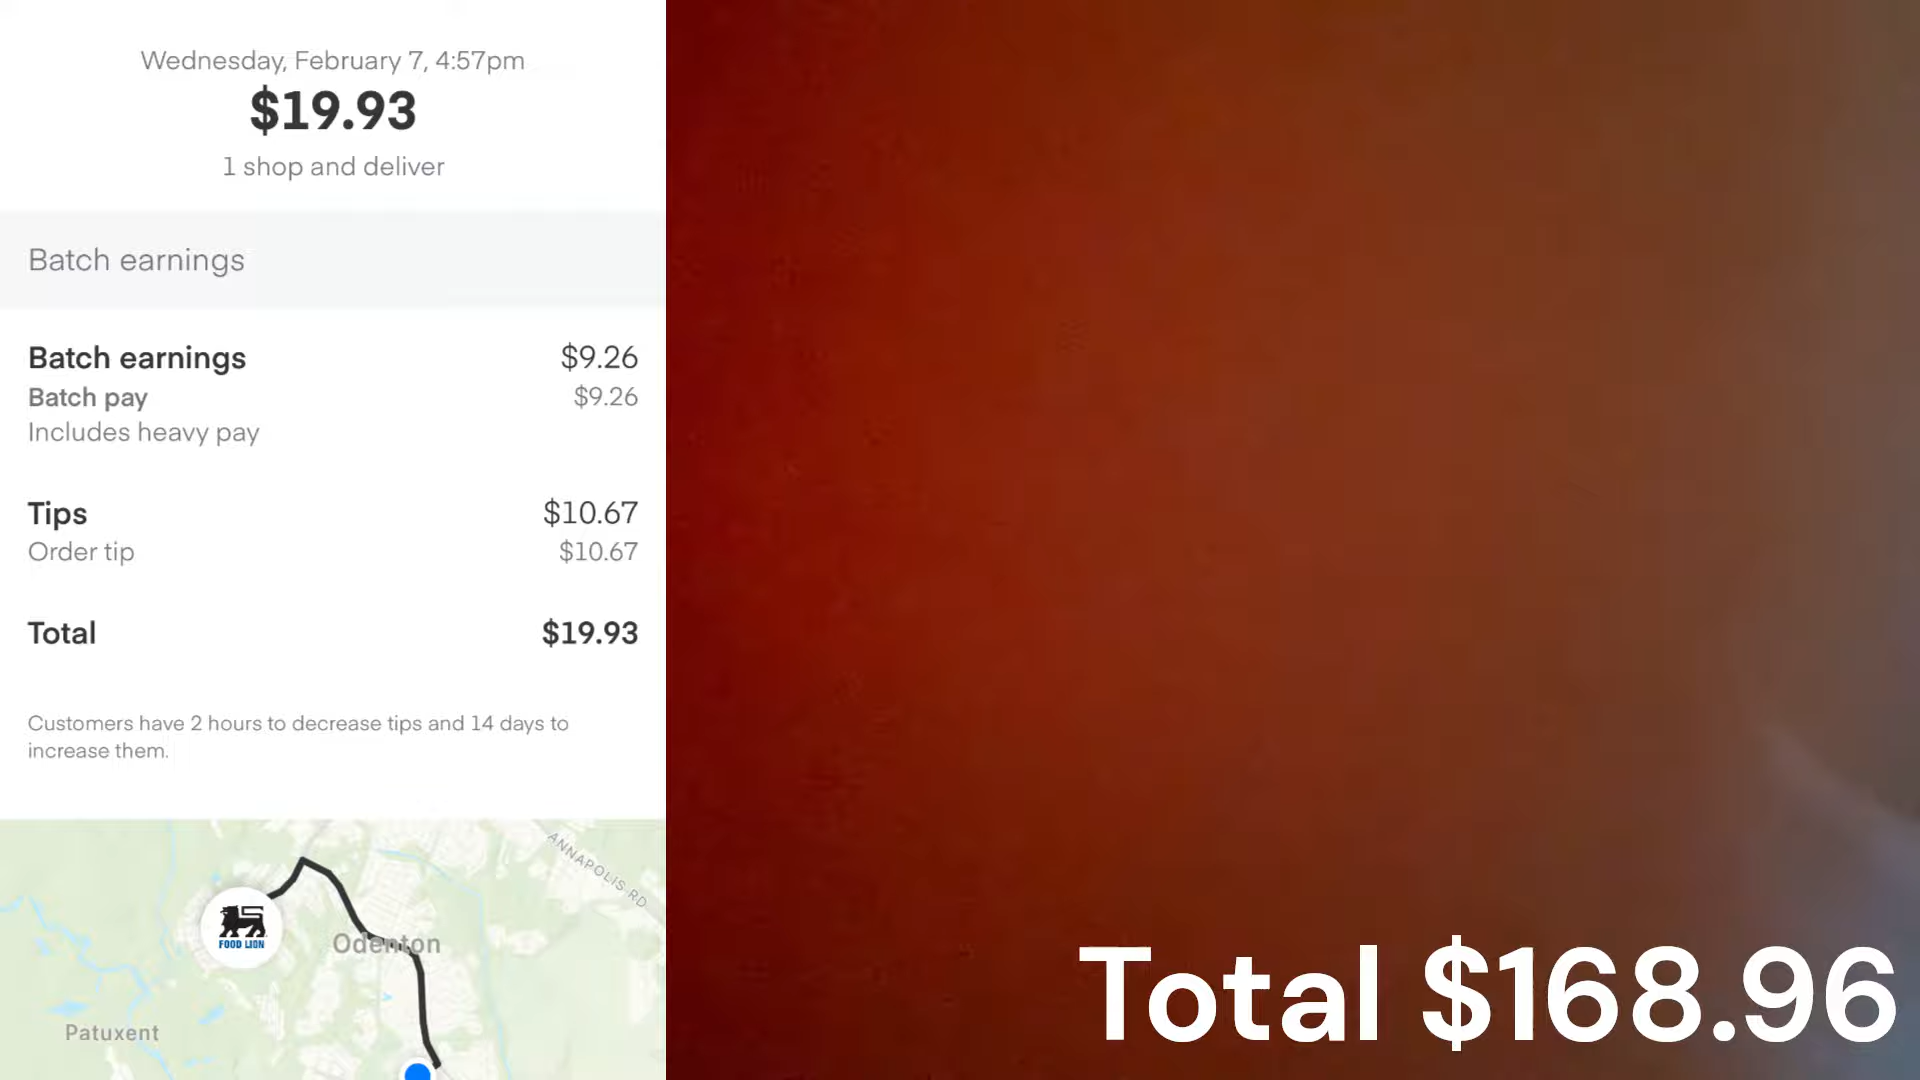 Wednesday, February 7, 4:57pm
$19.93
1 shop and deliver
Batch earnings
Batch earnings $9.26
Batch pay $9.26
Includes heavy pay
Tips $10.67
Order tip $10.67
Total $19.93
Customers have 2 hours to decrease tips and 14 days to
increase them.
ANNAPOLIS RD
FOOD LION
Odenton
Patuxent
Total $168.96